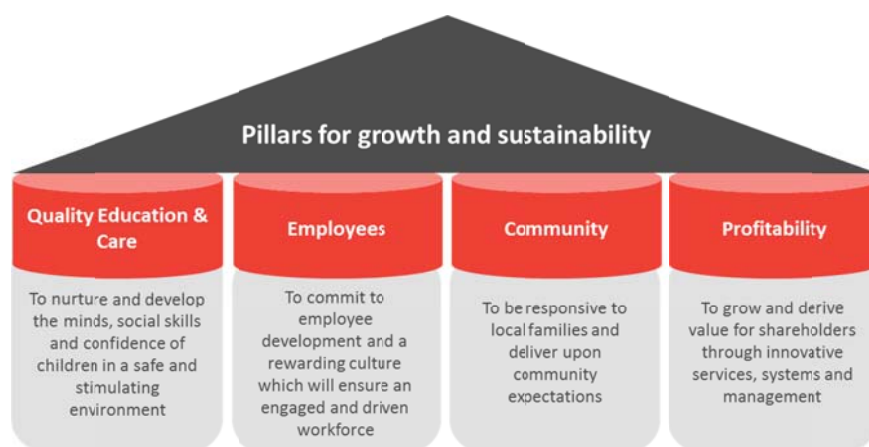 Pillars for growth and sustainability
Quality Education &
Care
To nurture and develop
the minds, social skills
and confidence of
children in a safe and
stimulating
environment
Employees
To commit to
employee
development and a
rewarding culture
which will ensure an
engaged and driven
workforce
Community
To be responsive to
local families and
deliver upon
community
expectations
Profitability
To grow and derive
value for shareholders
through innovative
services, systems and
management